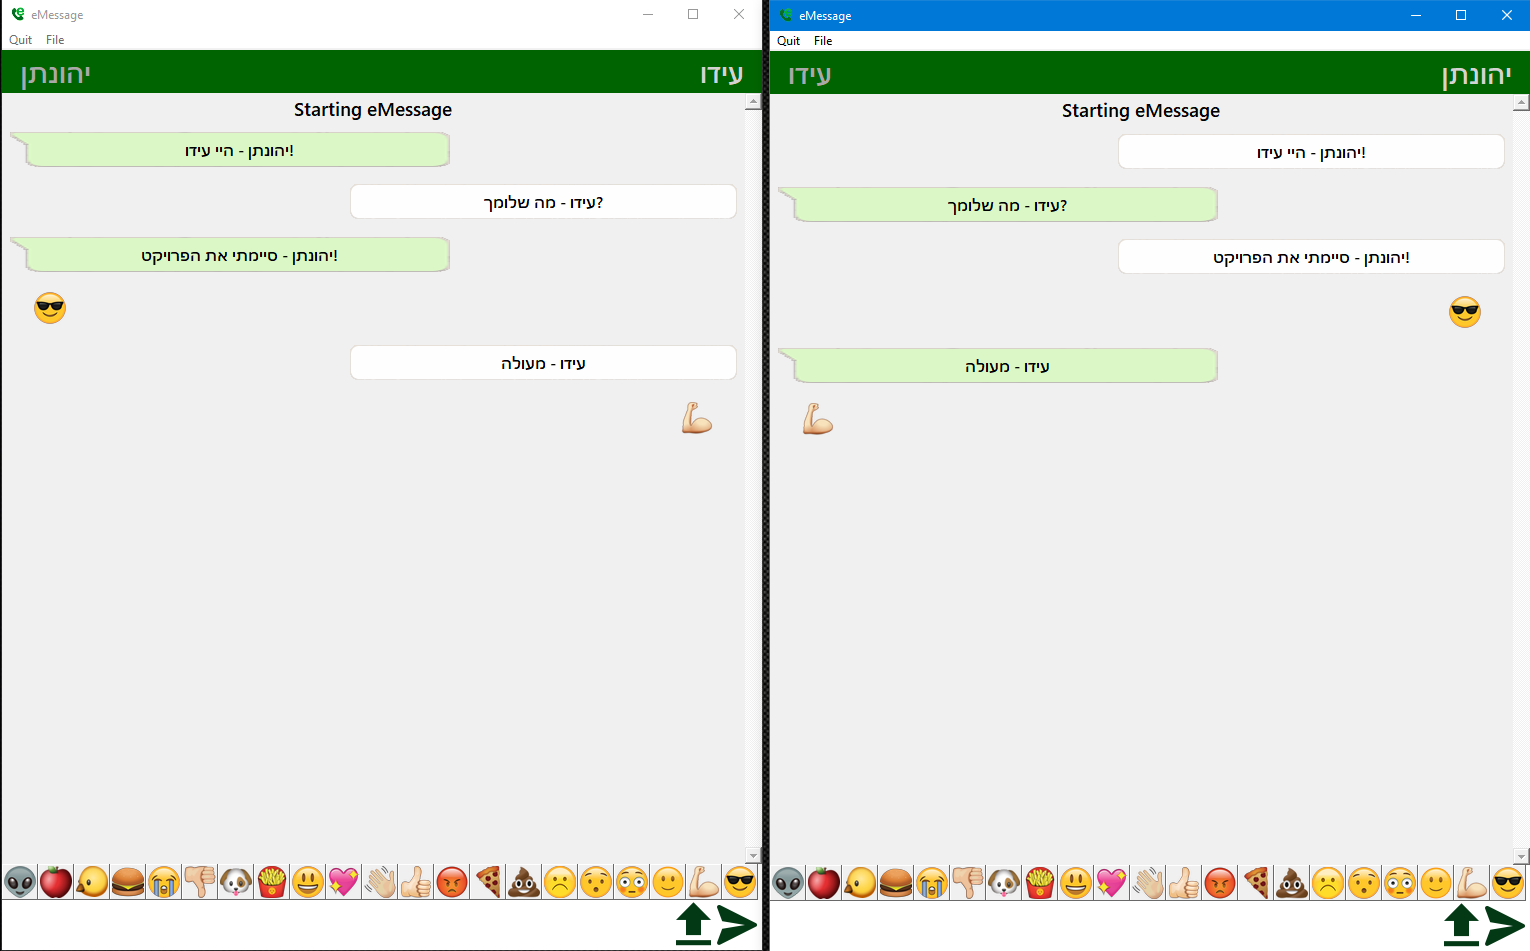 eMessage
Quit File
יהונתן עידו
Starting eMessage
יהונתן - היי עידו!
עידו - מה שלומך?
יהונתן - סיימתי את הפרויקט!
עידו - מעולה
eMessage
Quit File
עידו יהונתן
Starting eMessage
יהונתן - היי עידו!
עידו - מה שלומך?
יהונתן - סיימתי את הפרויקט!
עידו - מעולה